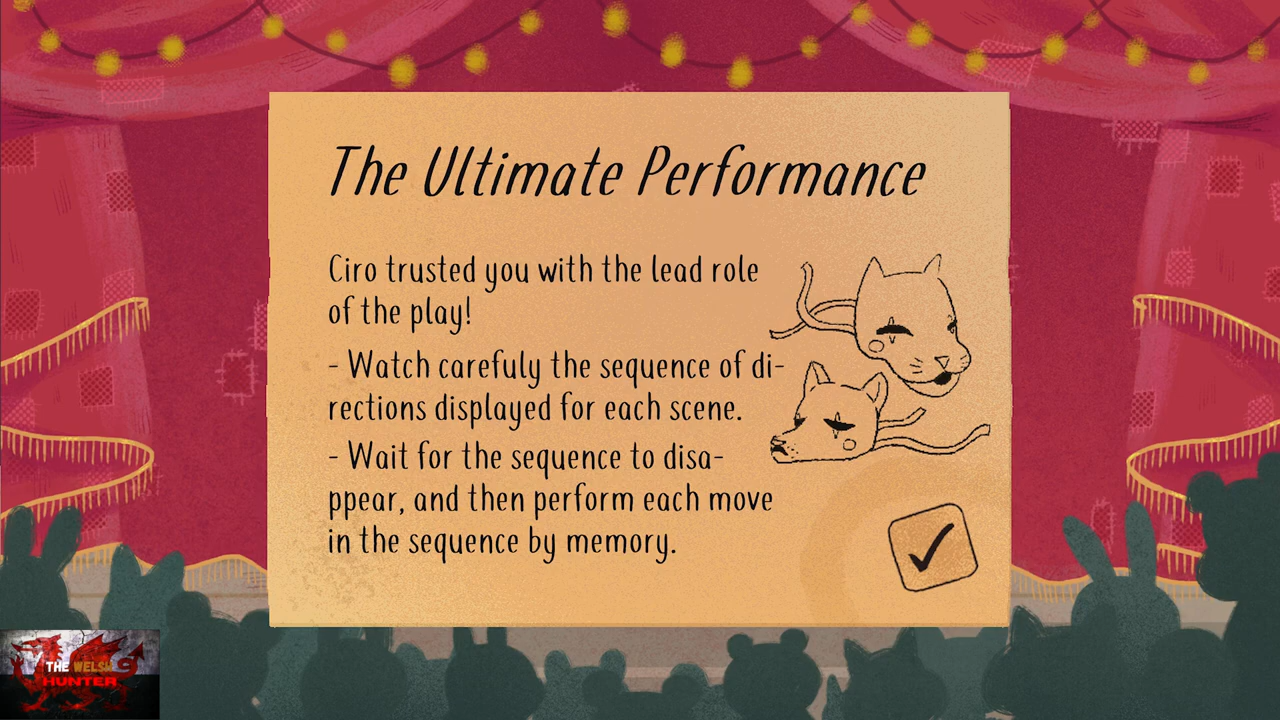 The Ultimate Performance
Ciro trusted you with the lead role
of the play!
- Watch carefuly the sequence of di-
rections displayed for each scene.
- Wait for the sequence to disa-
ppear, and then perform each move
in the sequence by memory.
THE WELSH
HUNTER